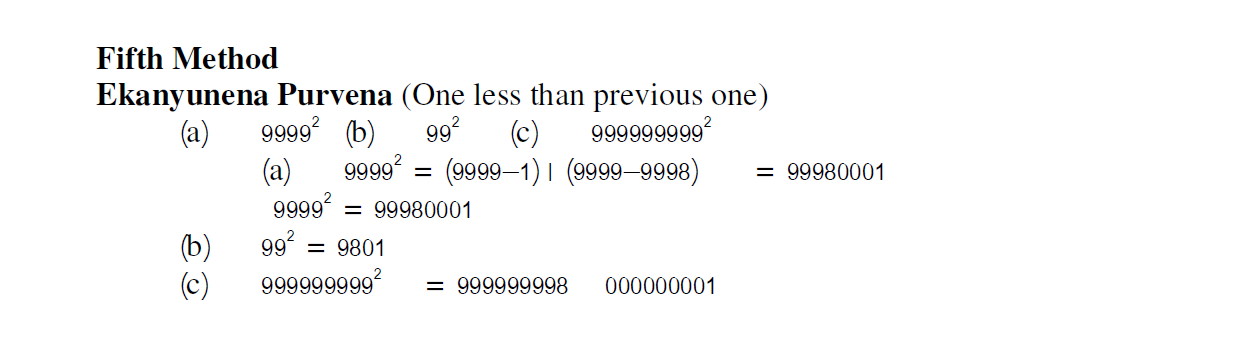 Fifth Method
Ekanyunena Purvena (One less than previous one)
(a) 9999² (b) 99² (c) 999999999²
(a) 9999² = (9999–1) | (9999–9998) = 99980001
9999² = 99980001
(b) 99² = 9801
(c) 999999999² = 999999998 000000001